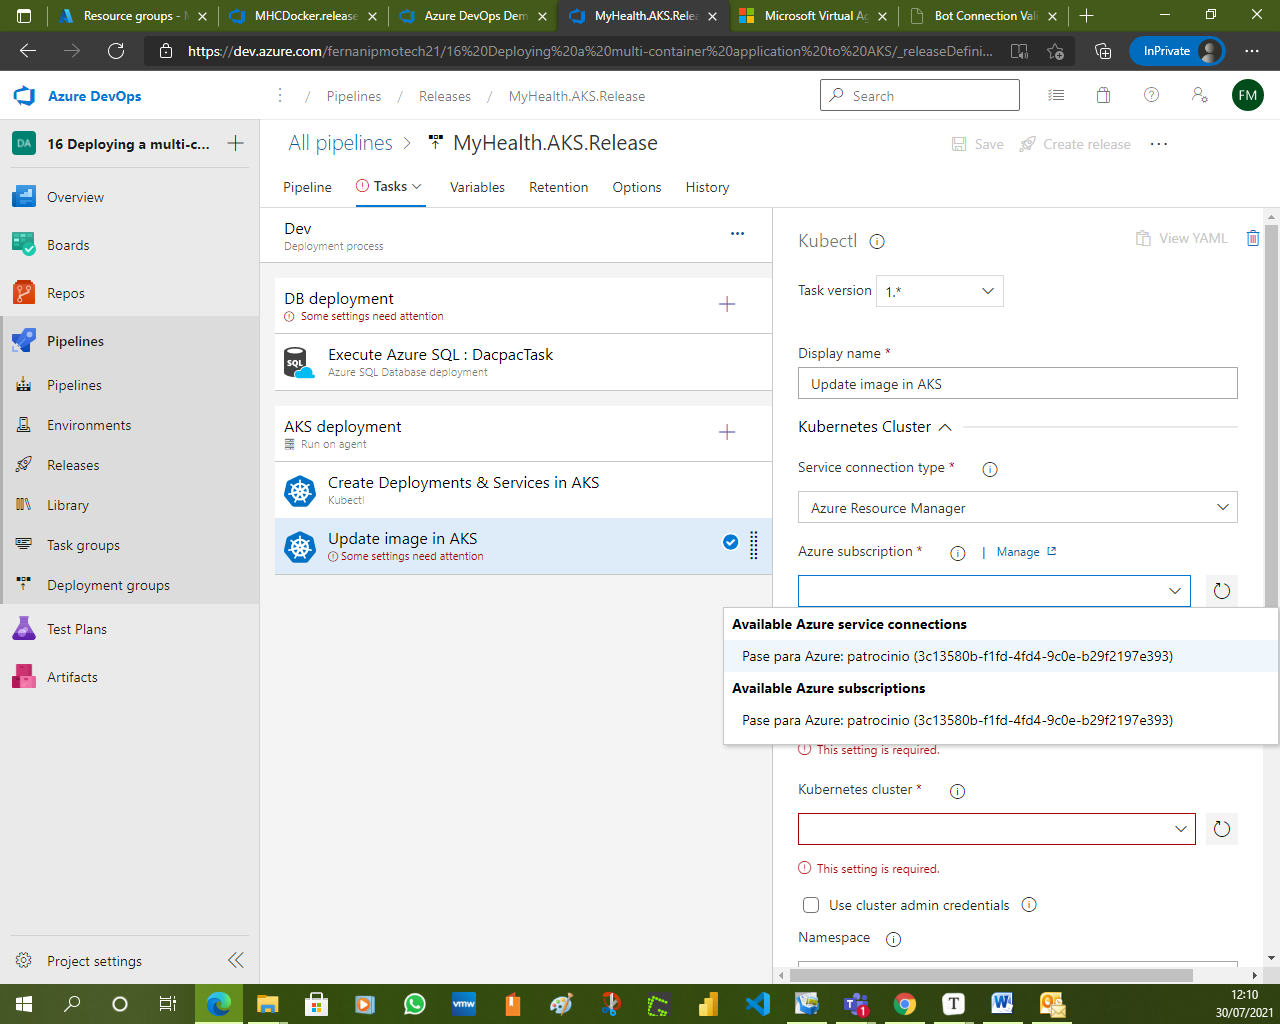 Resource groups - M
MHCDocker.release
Azure DevOps Dem
MyHealth.AKS.Relea
Microsoft Virtual Ag
Bot Connection Vali
https://dev.azure.com/fernanipmotech21/16%20Deploying%20a%20multi-container%20application%20to%20AKS/_releaseDefini...
InPrivate
Azure DevOps
/ Pipelines / Releases / MyHealth.AKS.Release
Search
FM
DA
16 Deploying a multi-c...
All pipelines
MyHealth.AKS.Release
Save
Create release
Overview
Boards
Repos
Pipelines
Pipelines
Environments
Releases
Library
Task groups
Deployment groups
Test Plans
Artifacts
Project settings
Pipeline
Tasks
Variables
Retention
Options
History
Dev
Deployment process
DB deployment
Some settings need attention
SQL
Execute Azure SQL : DacpacTask
Azure SQL Database deployment
AKS deployment
Run on agent
Create Deployments & Services in AKS
Kubectl
Update image in AKS
Some settings need attention
Kubectl
View YAML
Task version
1.*
Display name *
Update image in AKS
Kubernetes Cluster
Service connection type *
Azure Resource Manager
Azure subscription *
| Manage
Available Azure service connections
Pase para Azure: patrocinio (3c13580b-f1fd-4fd4-9c0e-b29f2197e393)
Available Azure subscriptions
Pase para Azure: patrocinio (3c13580b-f1fd-4fd4-9c0e-b29f2197e393)
This setting is required.
Kubernetes cluster *
This setting is required.
Use cluster admin credentials
Namespace
vmw
1
T
W
12:10
30/07/2021